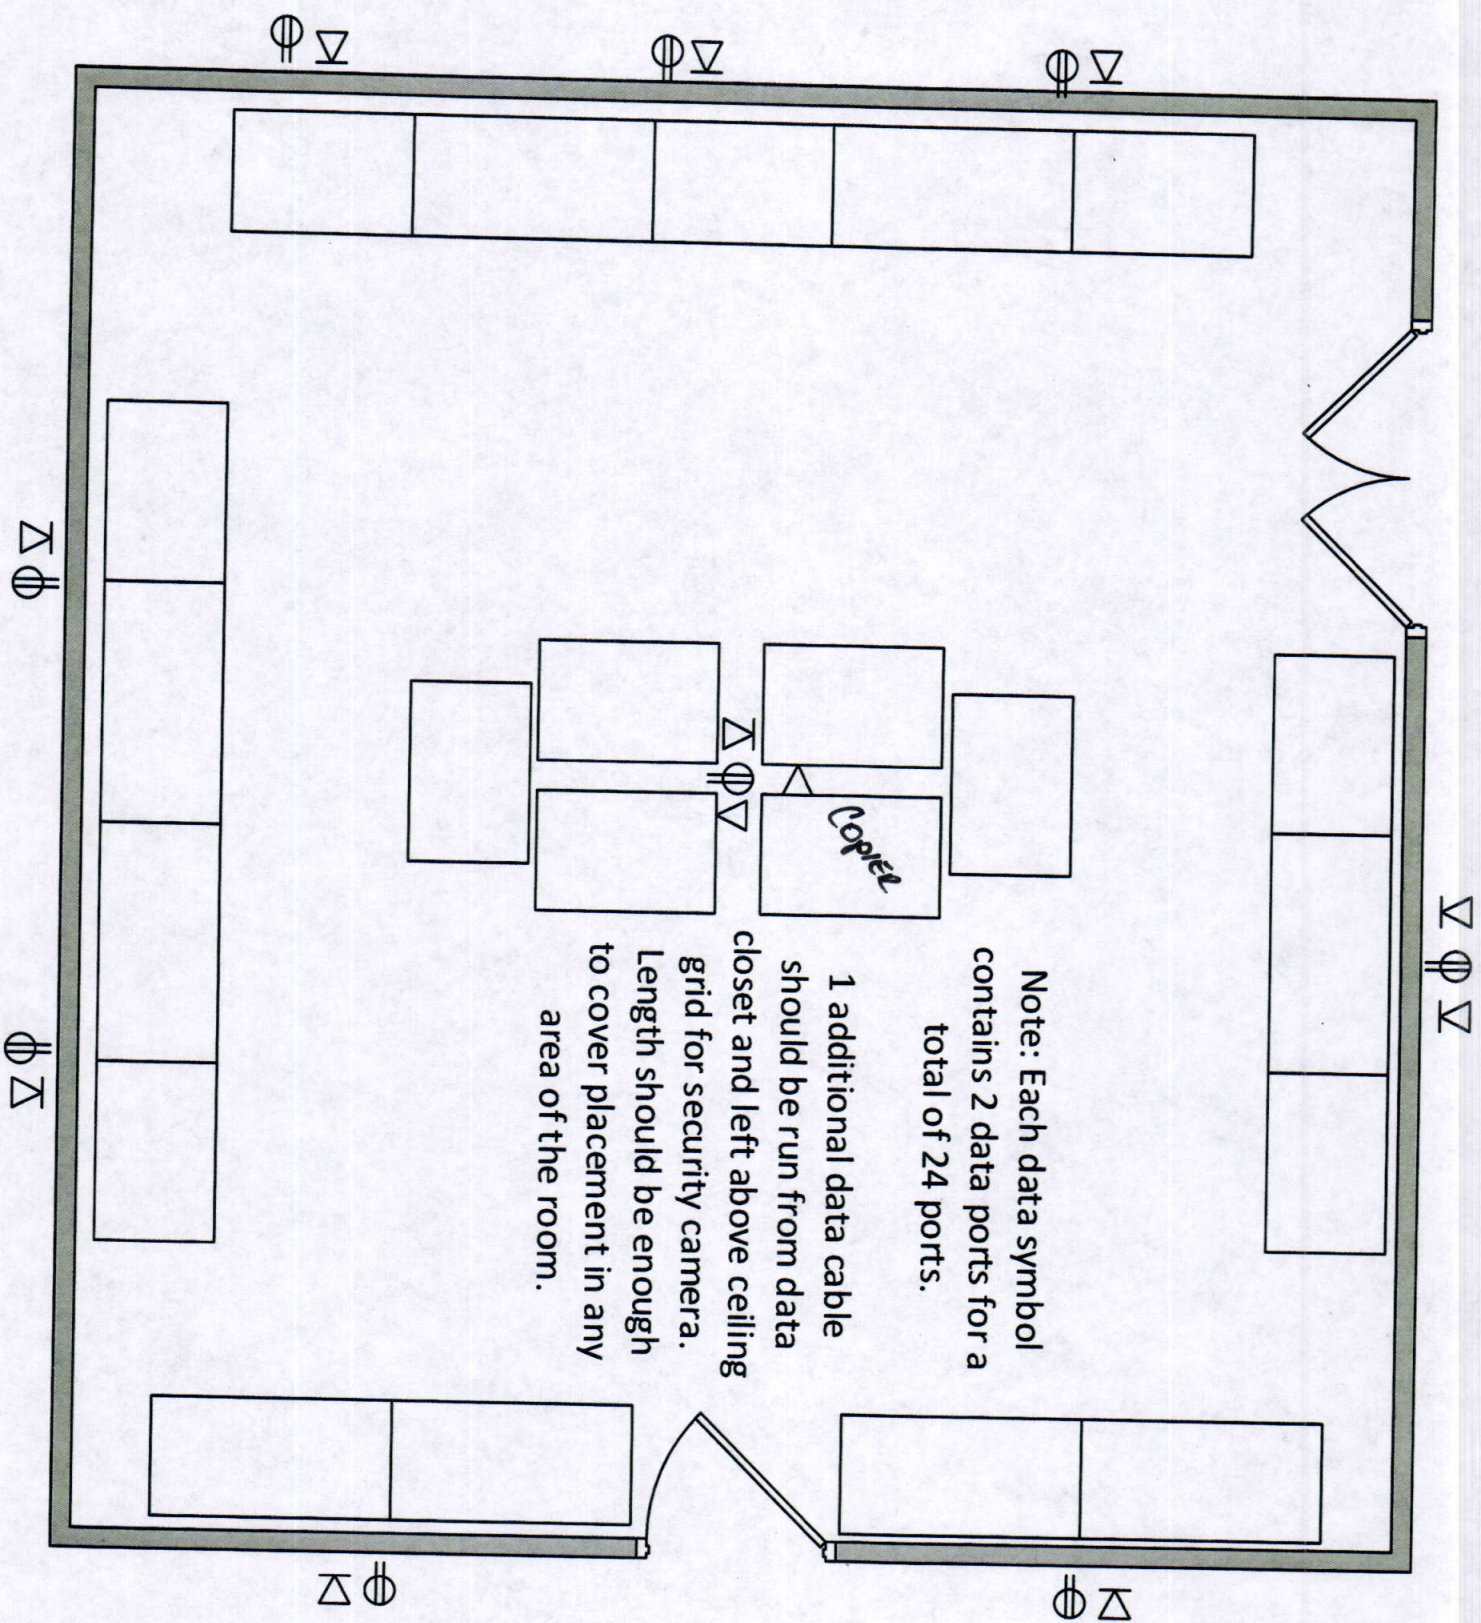 Note: Each data symbol
contains 2 data ports for a
total of 24 ports.
1 additional data cable
should be run from data
closet and left above ceiling
grid for security camera.
Length should be enough
to cover placement in any
area of the room.
COPIER